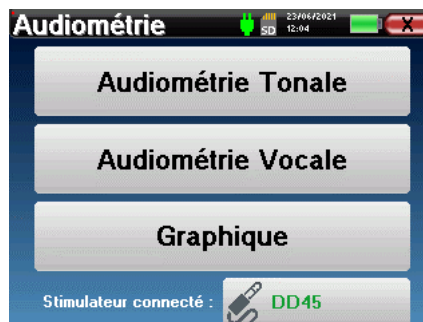 Audiométrie
SD
23/06/2021
12:04
X
Audiométrie Tonale
Audiométrie Vocale
Graphique
Stimulateur connecté : DD45